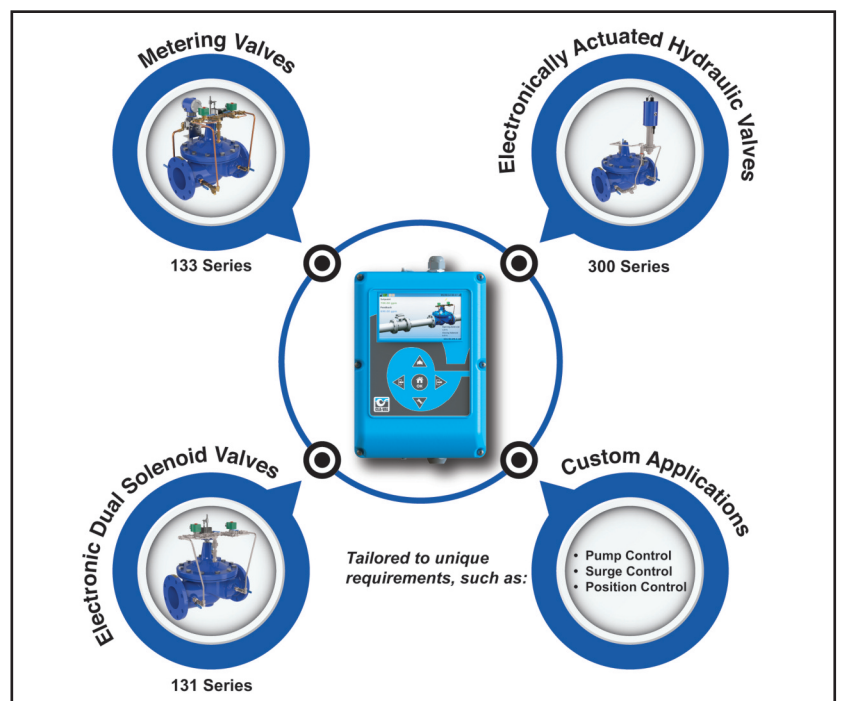 Metering Valves
133 Series
Electronically Actuated Hydraulic Valves
300 Series
Electronic Dual Solenoid Valves
131 Series
Custom Applications
Tailored to unique
requirements, such as:
• Pump Control
• Surge Control
• Position Control